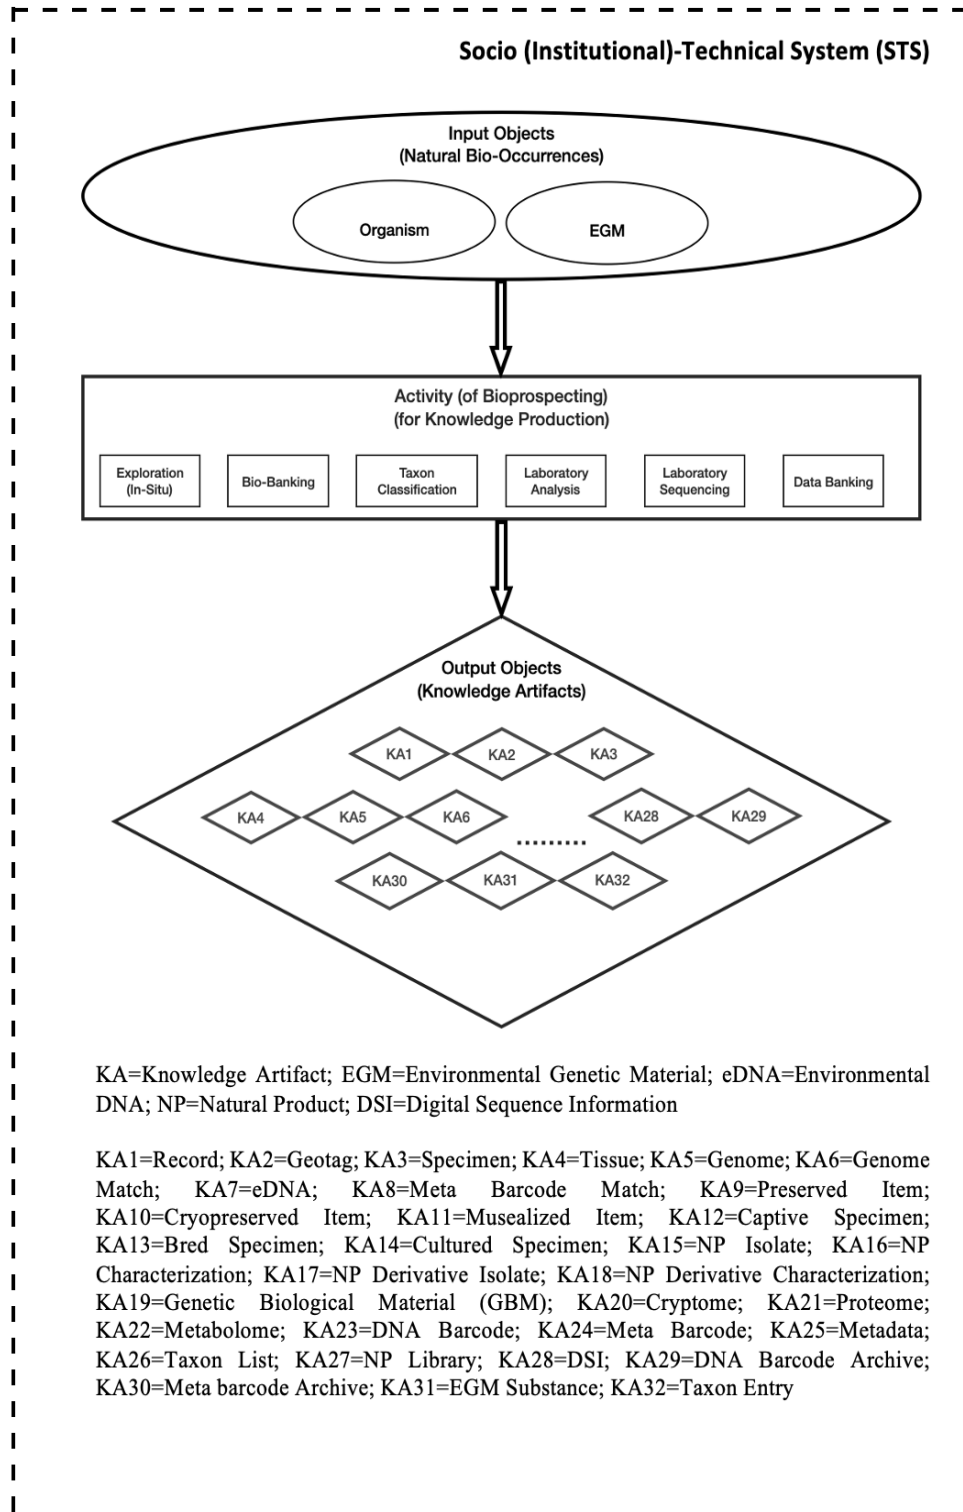 Socio (Institutional)-Technical System (STS)
Input Objects
(Natural Bio-Occurrences)
Organism
EGM
Activity (of Bioprospecting)
(for Knowledge Production)
Exploration
(In-Situ)
Bio-Banking
Taxon
Classification
Laboratory
Analysis
Laboratory
Sequencing
Data Banking
Output Objects
(Knowledge Artifacts)
KA1
KA2
KA3
KA4
KA5
KA6
.........
KA28
KA29
KA30
KA31
KA32
KA=Knowledge Artifact; EGM=Environmental Genetic Material; eDNA=Environmental
DNA; NP=Natural Product; DSI=Digital Sequence Information
KA1=Record; KA2=Geotag; KA3=Specimen; KA4=Tissue; KA5=Genome; KA6=Genome
Match; KA7=eDNA; KA8=Meta Barcode Match; KA9=Preserved Item;
KA10=Cryopreserved Item; KA11=Musealized Item; KA12=Captive Specimen;
KA13=Bred Specimen; KA14=Cultured Specimen; KA15=NP Isolate; KA16=NP
Characterization; KA17=NP Derivative Isolate; KA18=NP Derivative Characterization;
KA19=Genetic Biological Material (GBM); KA20=Cryptome; KA21=Proteome;
KA22=Metabolome; KA23=DNA Barcode; KA24=Meta Barcode; KA25=Metadata;
KA26=Taxon List; KA27=NP Library; KA28=DSI; KA29=DNA Barcode Archive;
KA30=Meta barcode Archive; KA31=EGM Substance; KA32=Taxon Entry